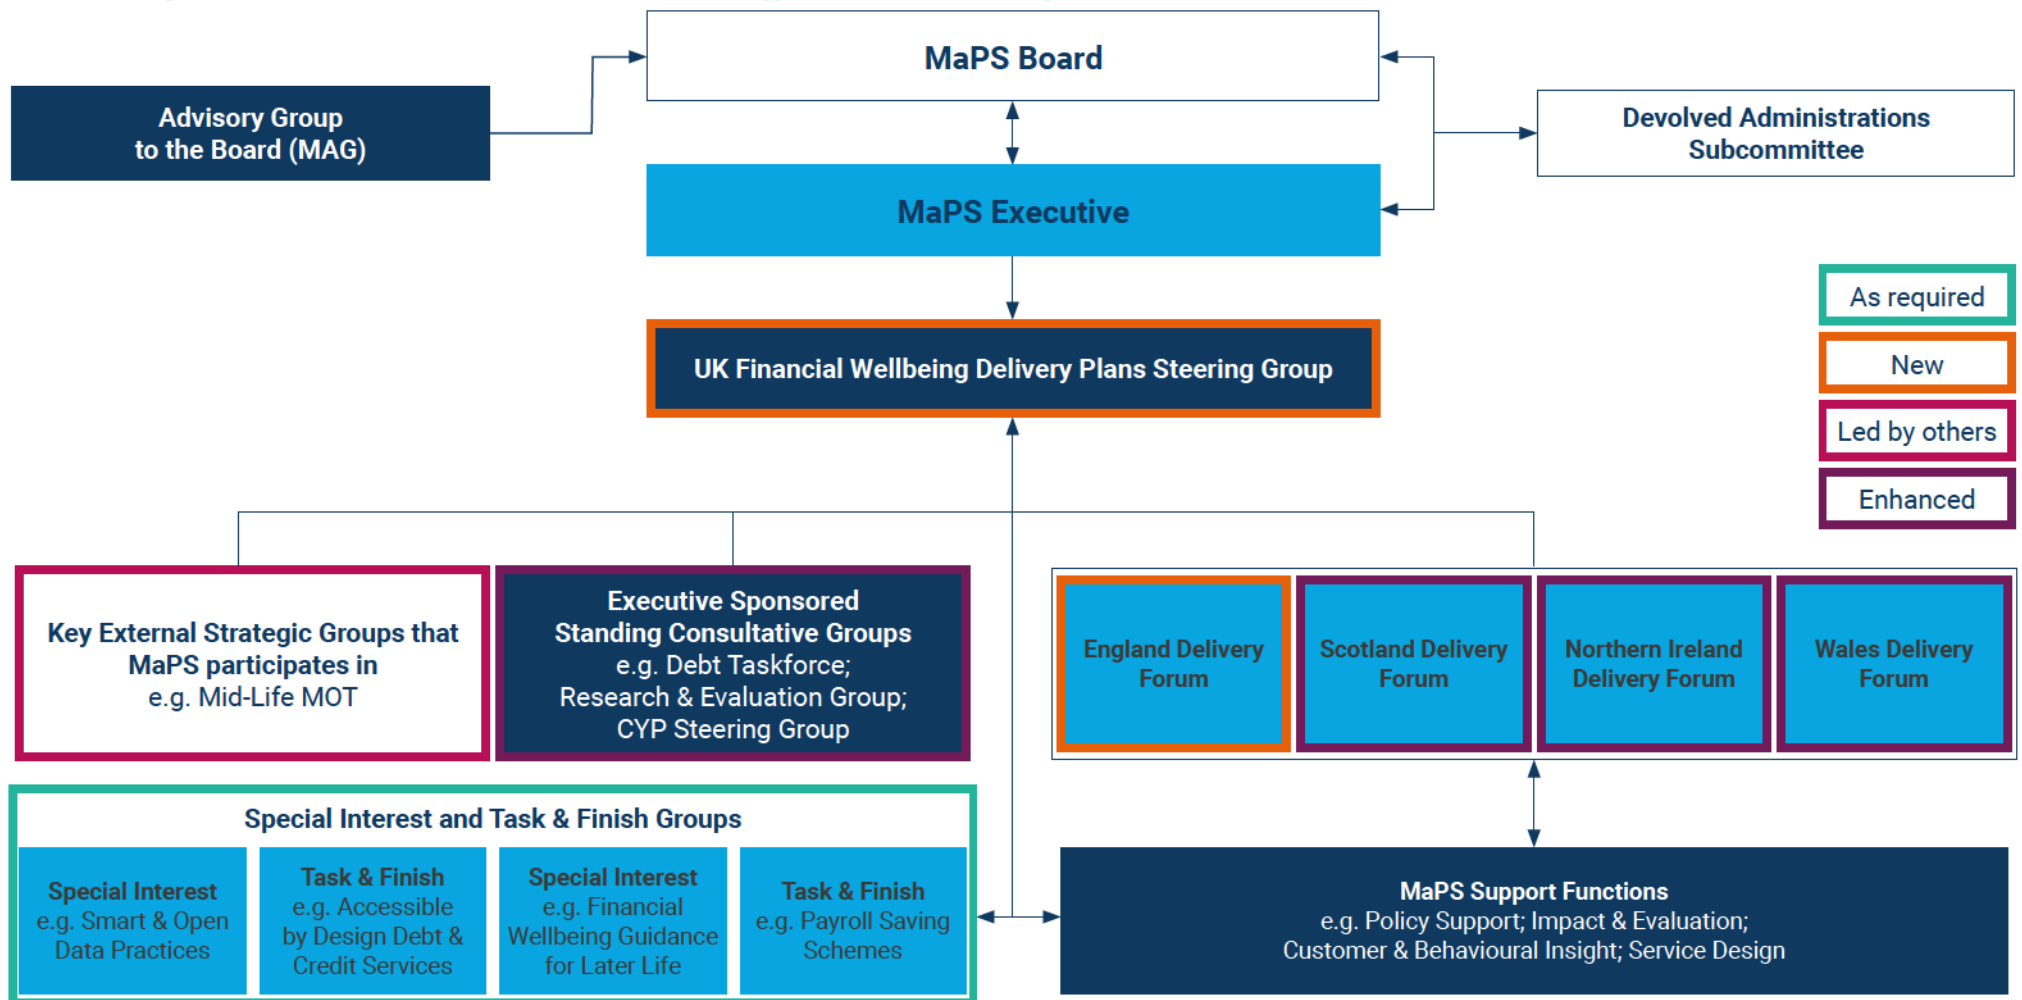 MaPS Board
Advisory Group
to the Board (MAG)
Devolved Administrations
Subcommittee
MaPS Executive
As required
New
Led by others
Enhanced
UK Financial Wellbeing Delivery Plans Steering Group
Key External Strategic Groups that
MaPS participates in
e.g. Mid-Life MOT
Executive Sponsored
Standing Consultative Groups
e.g. Debt Taskforce;
Research & Evaluation Group;
CYP Steering Group
England Delivery
Forum
Scotland Delivery
Forum
Northern Ireland
Delivery Forum
Wales Delivery
Forum
Special Interest and Task & Finish Groups
Special Interest
e.g. Smart & Open
Data Practices
Task & Finish
e.g. Accessible
by Design Debt &
Credit Services
Special Interest
e.g. Financial
Wellbeing Guidance
for Later Life
Task & Finish
e.g. Payroll Saving
Schemes
MaPS Support Functions
e.g. Policy Support; Impact & Evaluation;
Customer & Behavioural Insight; Service Design